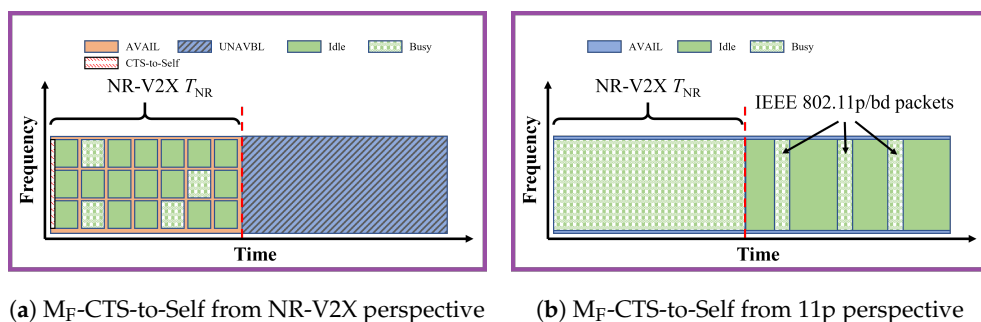 AVAIL UNAVBL Idle Busy
CTS-to-Self
NR-V2X T_NR
Frequency
Time
(a) M_F-CTS-to-Self from NR-V2X perspective
AVAIL Idle Busy
NR-V2X T_NR
IEEE 802.11p/bd packets
Frequency
Time
(b) M_F-CTS-to-Self from 11p perspective